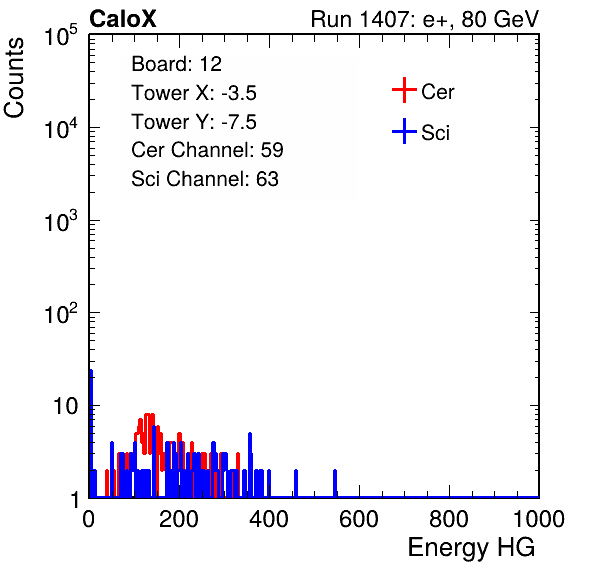 CaloX Run 1407: e+, 80 GeV
Counts
10^5
10^4
10^3
10^2
10
1
Board: 12
Tower X: -3.5
Tower Y: -7.5
Cer Channel: 59
Sci Channel: 63
Cer
Sci
0 200 400 600 800 1000
Energy HG